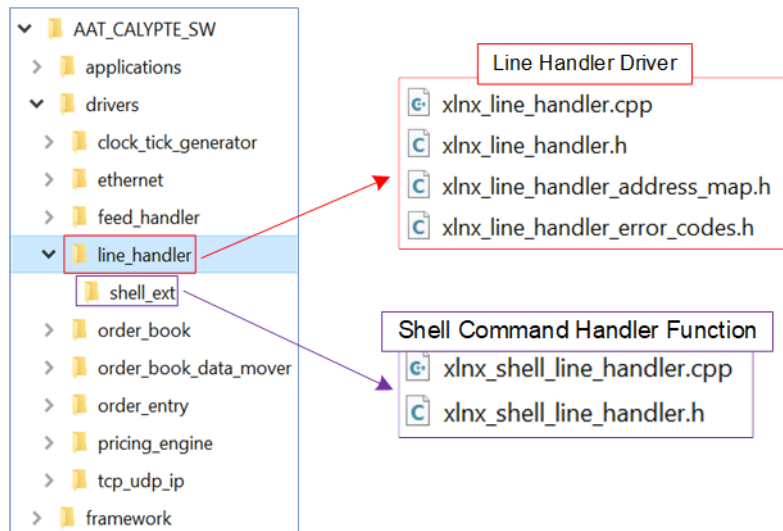 AAT_CALYPTE_SW
applications
drivers
clock_tick_generator
ethernet
feed_handler
line_handler
shell_ext
order_book
order_book_data_mover
order_entry
pricing_engine
tcp_udp_ip
framework
Line Handler Driver
xlnx_line_handler.cpp
xlnx_line_handler.h
xlnx_line_handler_address_map.h
xlnx_line_handler_error_codes.h
Shell Command Handler Function
xlnx_shell_line_handler.cpp
xlnx_shell_line_handler.h